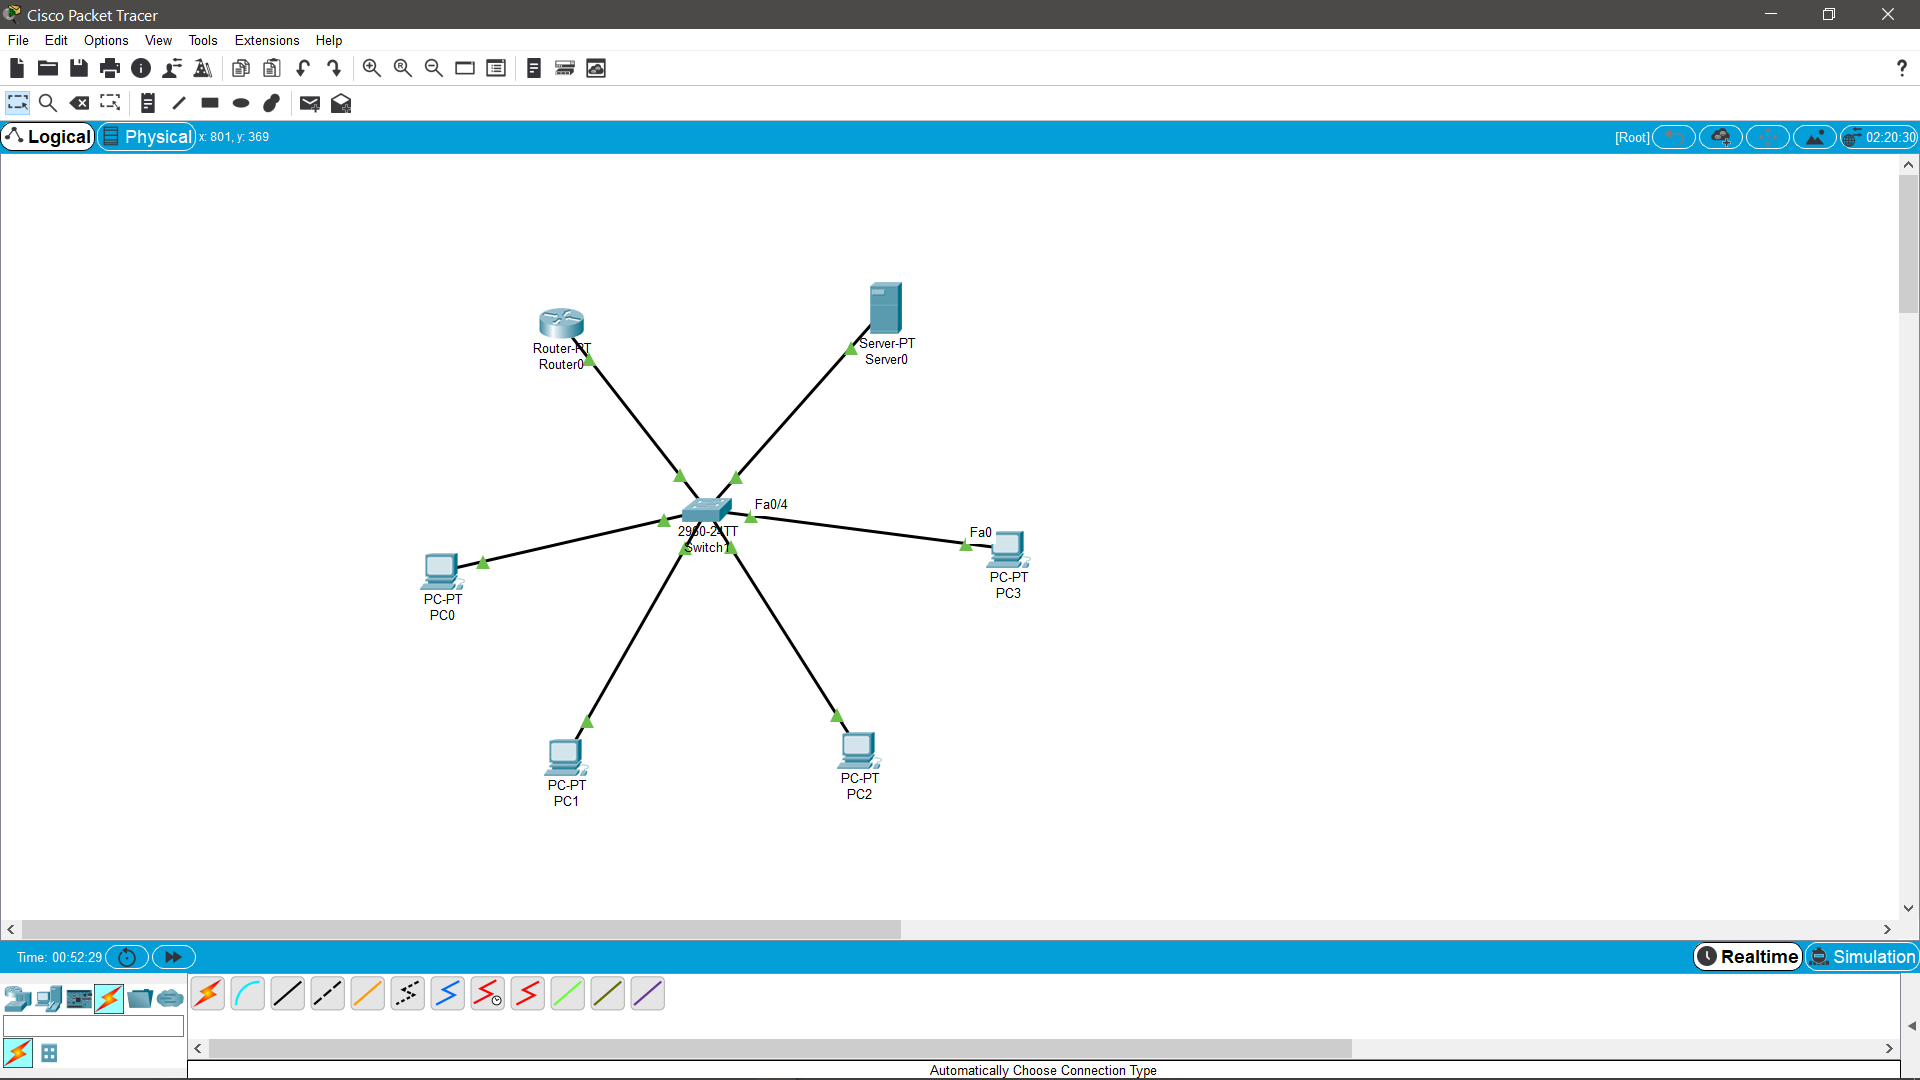 Cisco Packet Tracer
File Edit Options View Tools Extensions Help
?
Logical Physical x: 801, y: 369 [Root] 02:20:30
Server-PT
Server0
Router-PT
Router0
Fa0/4
2960-24TT
Switch1
Fa0
PC-PT
PC3
PC-PT
PC0
PC-PT
PC2
PC-PT
PC1
Time: 00:52:29 Realtime Simulation
Automatically Choose Connection Type